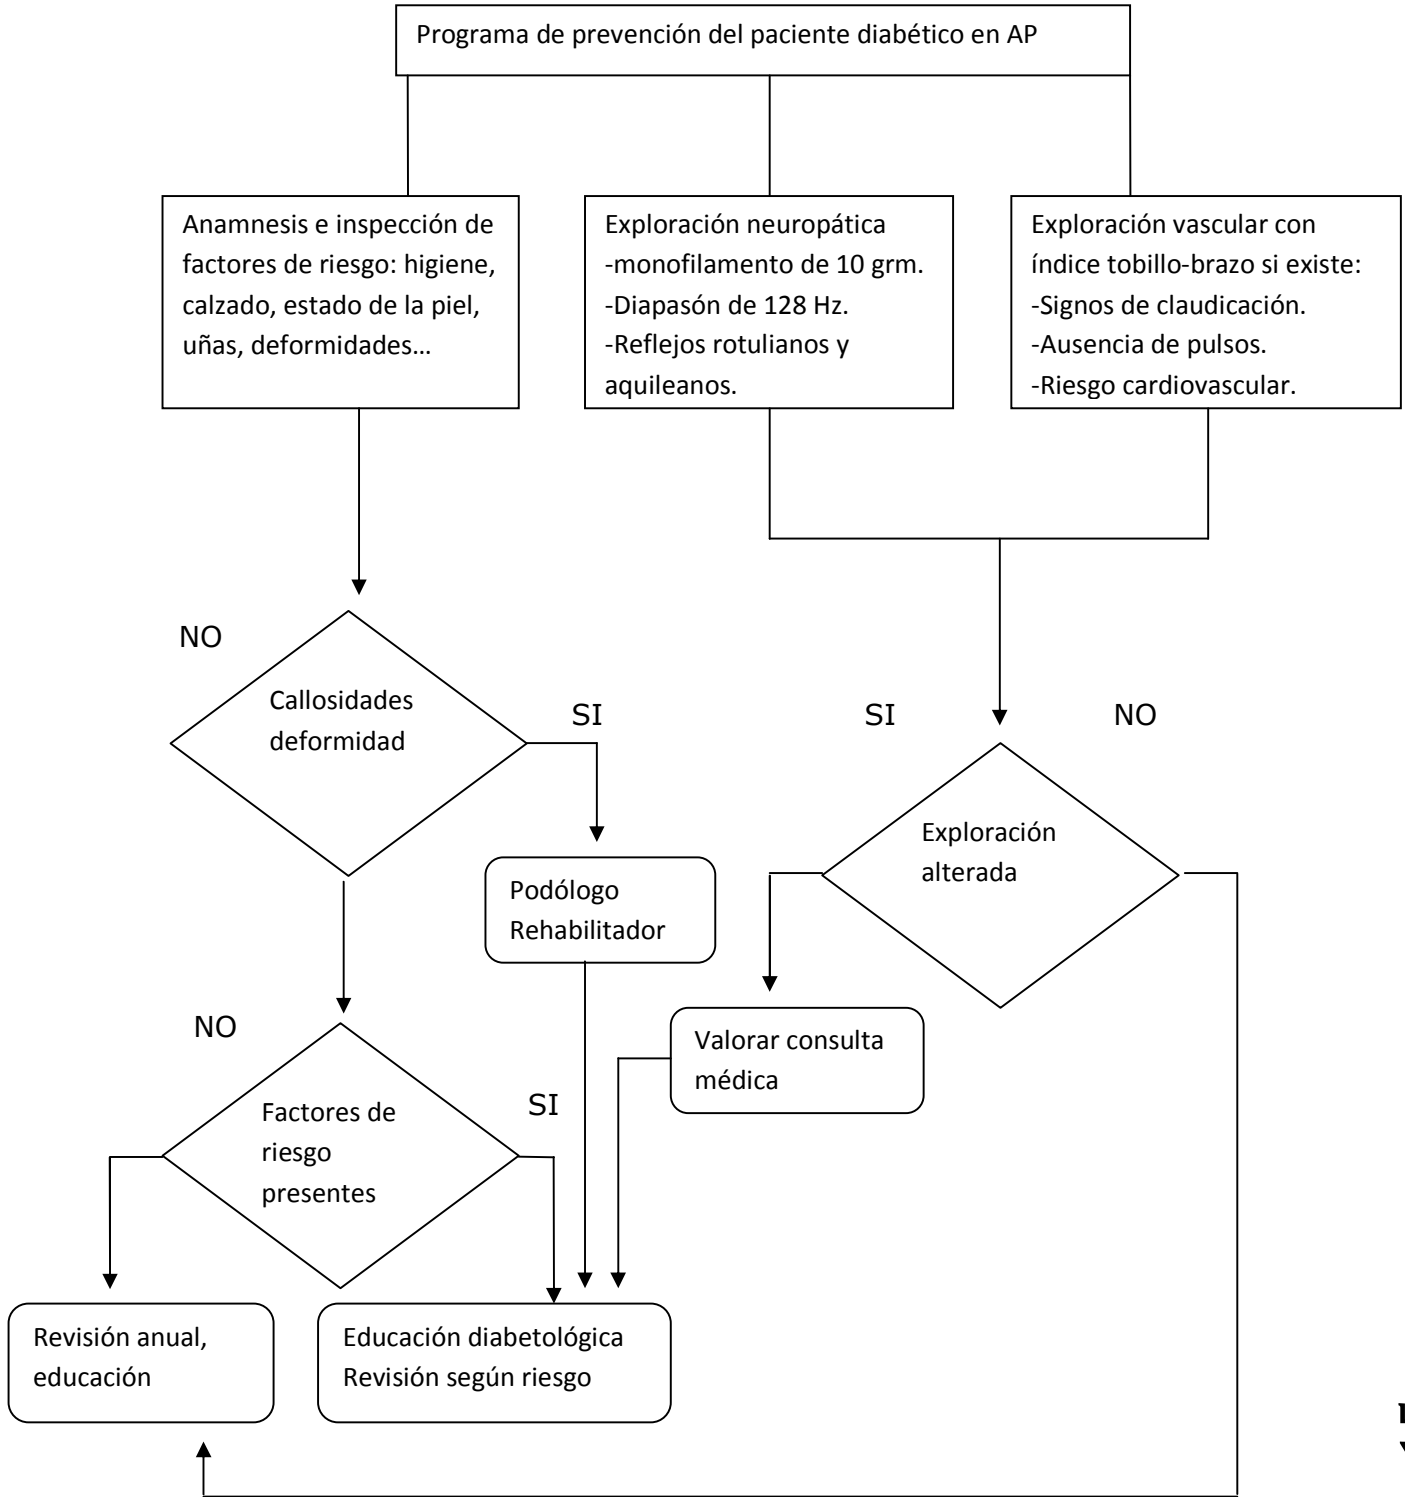 Programa de prevención del paciente diabético en AP
Anamnesis e inspección de
factores de riesgo: higiene,
calzado, estado de la piel,
uñas, deformidades…
Exploración neuropática
-monofilamento de 10 grm.
-Diapasón de 128 Hz.
-Reflejos rotulianos y
aquileanos.
Exploración vascular con
índice tobillo-brazo si existe:
-Signos de claudicación.
-Ausencia de pulsos.
-Riesgo cardiovascular.
NO
Callosidades
deformidad
SI
SI
NO
Exploración
alterada
Podólogo
Rehabilitador
NO
Valorar consulta
médica
SI
Factores de
riesgo
presentes
Revisión anual,
educación
Educación diabetológica
Revisión según riesgo